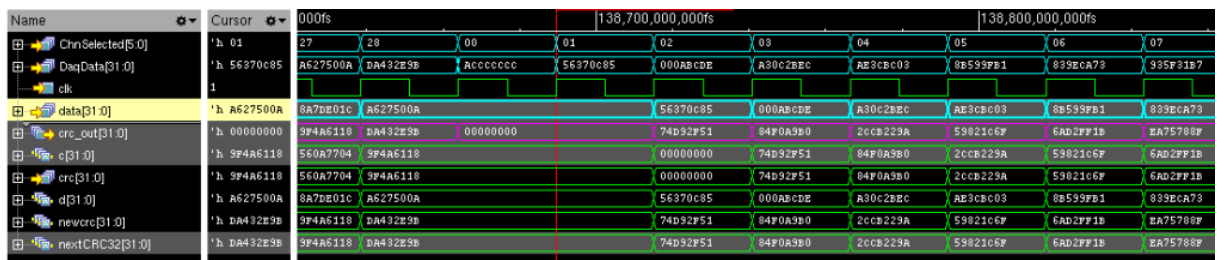 Name Cursor 000fs 138,700,000,000fs 138,800,000,000fs
ChnSelected[5:0] 'h 01 27 28 00 01 02 03 04 05 06 07
DaqData[31:0] 'h 56370C85 A627500A DA432E9B ACCCCCCC 56370C85 000ABCDE A30C2BEC AE3CBC03 8B599FB1 839ECA73 935F31B7
clk 1
data[31:0] 'h A627500A 8A7DE01C A627500A 56370C85 000ABCDE A30C2BEC AE3CBC03 8B599FB1 839ECA73
crc_out[31:0] 'h 00000000 9F4A6118 DA432E9B 00000000 74D92F51 84F0A9B0 2CCB229A 59821C6F 6AD2FF1B EA75788F
c[31:0] 'h 9F4A6118 560A7704 9F4A6118 00000000 74D92F51 84F0A9B0 2CCB229A 59821C6F 6AD2FF1B
crc[31:0] 'h 9F4A6118 560A7704 9F4A6118 00000000 74D92F51 84F0A9B0 2CCB229A 59821C6F 6AD2FF1B
d[31:0] 'h A627500A 8A7DE01C A627500A 56370C85 000ABCDE A30C2BEC AE3CBC03 8B599FB1 839ECA73
newcrc[31:0] 'h DA432E9B 9F4A6118 DA432E9B 74D92F51 84F0A9B0 2CCB229A 59821C6F 6AD2FF1B EA75788F
nextCRC32[31:0] 'h DA432E9B 9F4A6118 DA432E9B 74D92F51 84F0A9B0 2CCB229A 59821C6F 6AD2FF1B EA75788F